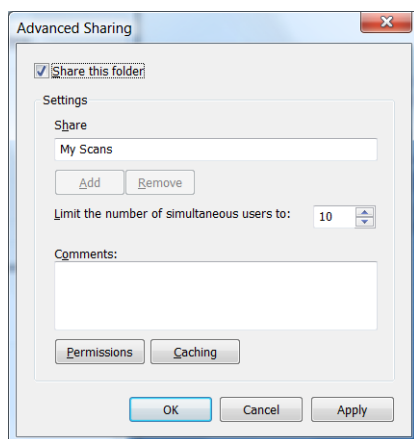 Advanced Sharing
Share this folder
Settings
Share
My Scans
Add Remove
Limit the number of simultaneous users to: 10
Comments:
Permissions Caching
OK Cancel Apply